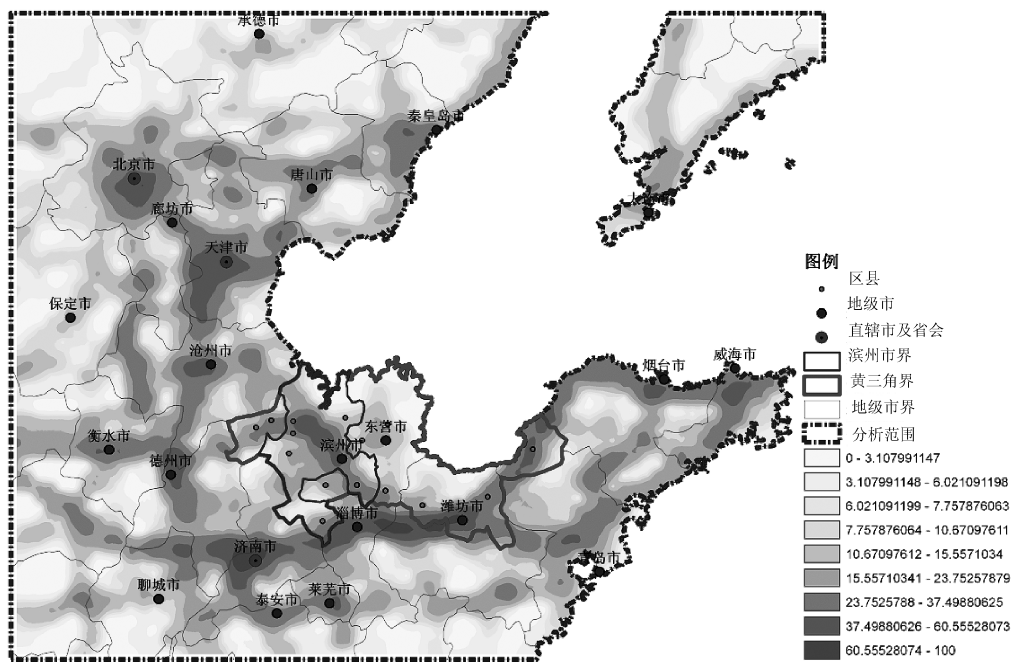 承德市
秦皇岛市
北京市
唐山市
廊坊市
天津市
保定市
沧州市
烟台市
威海市
衡水市
东营市
滨州市
德州市
淄博市
潍坊市
济南市
青岛市
聊城市
泰安市
莱芜市
图例
区县
地级市
直辖市及省会
滨州市界
黄三角界
地级市界
分析范围
0 - 3.107991147
3.107991148 - 6.021091198
6.021091199 - 7.757876063
7.757876064 - 10.67097611
10.67097612 - 15.5571034
15.55710341 - 23.75257879
23.7525788 - 37.49880625
37.49880626 - 60.55528073
60.55528074 - 100